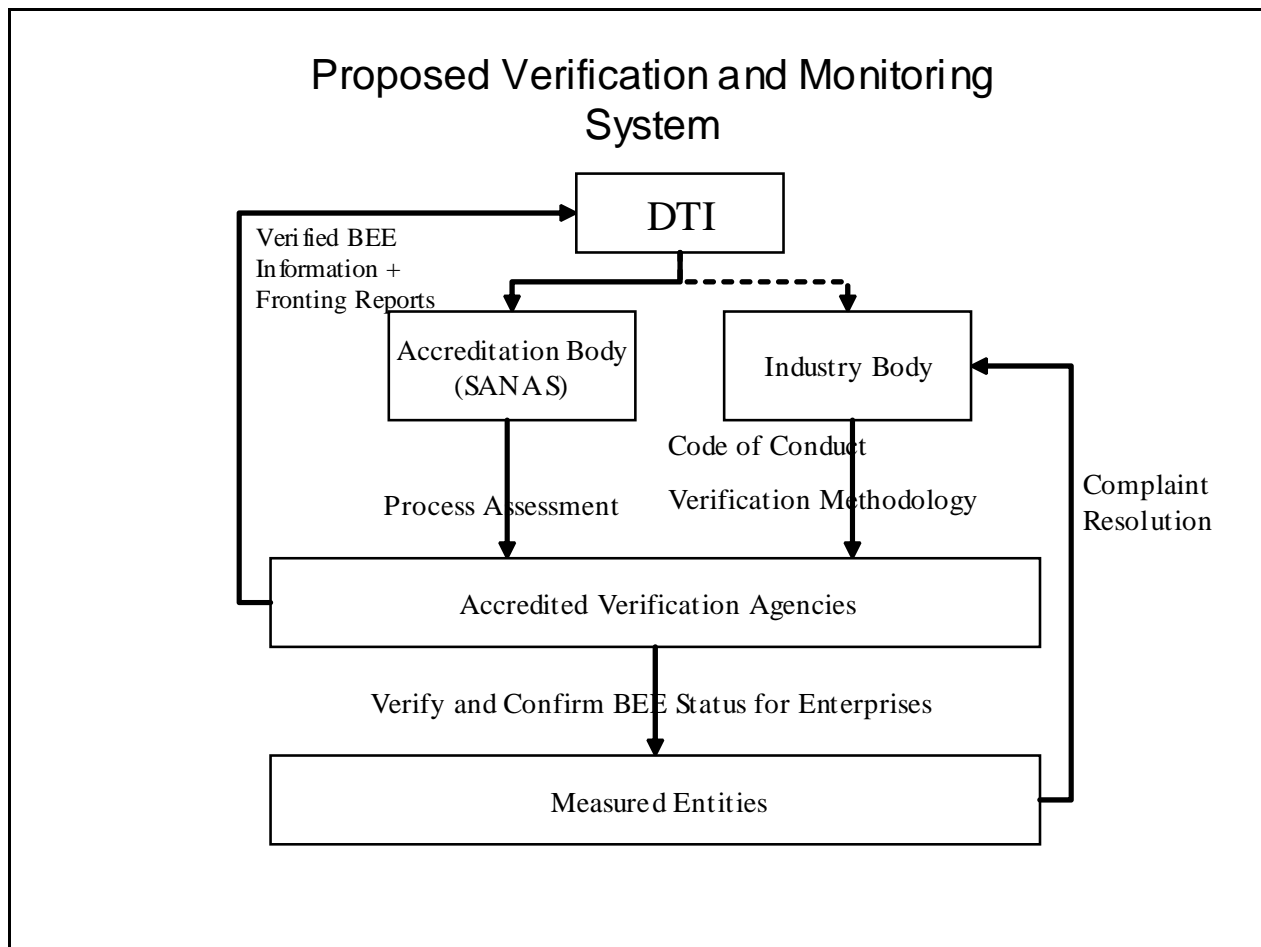 Proposed Verification and Monitoring
System
DTI
Verified BEE
Information +
Fronting Reports
Accreditation Body
(SANAS)
Industry Body
Code of Conduct
Process Assessment
Verification Methodology
Complaint
Resolution
Accredited Verification Agencies
Verify and Confirm BEE Status for Enterprises
Measured Entities